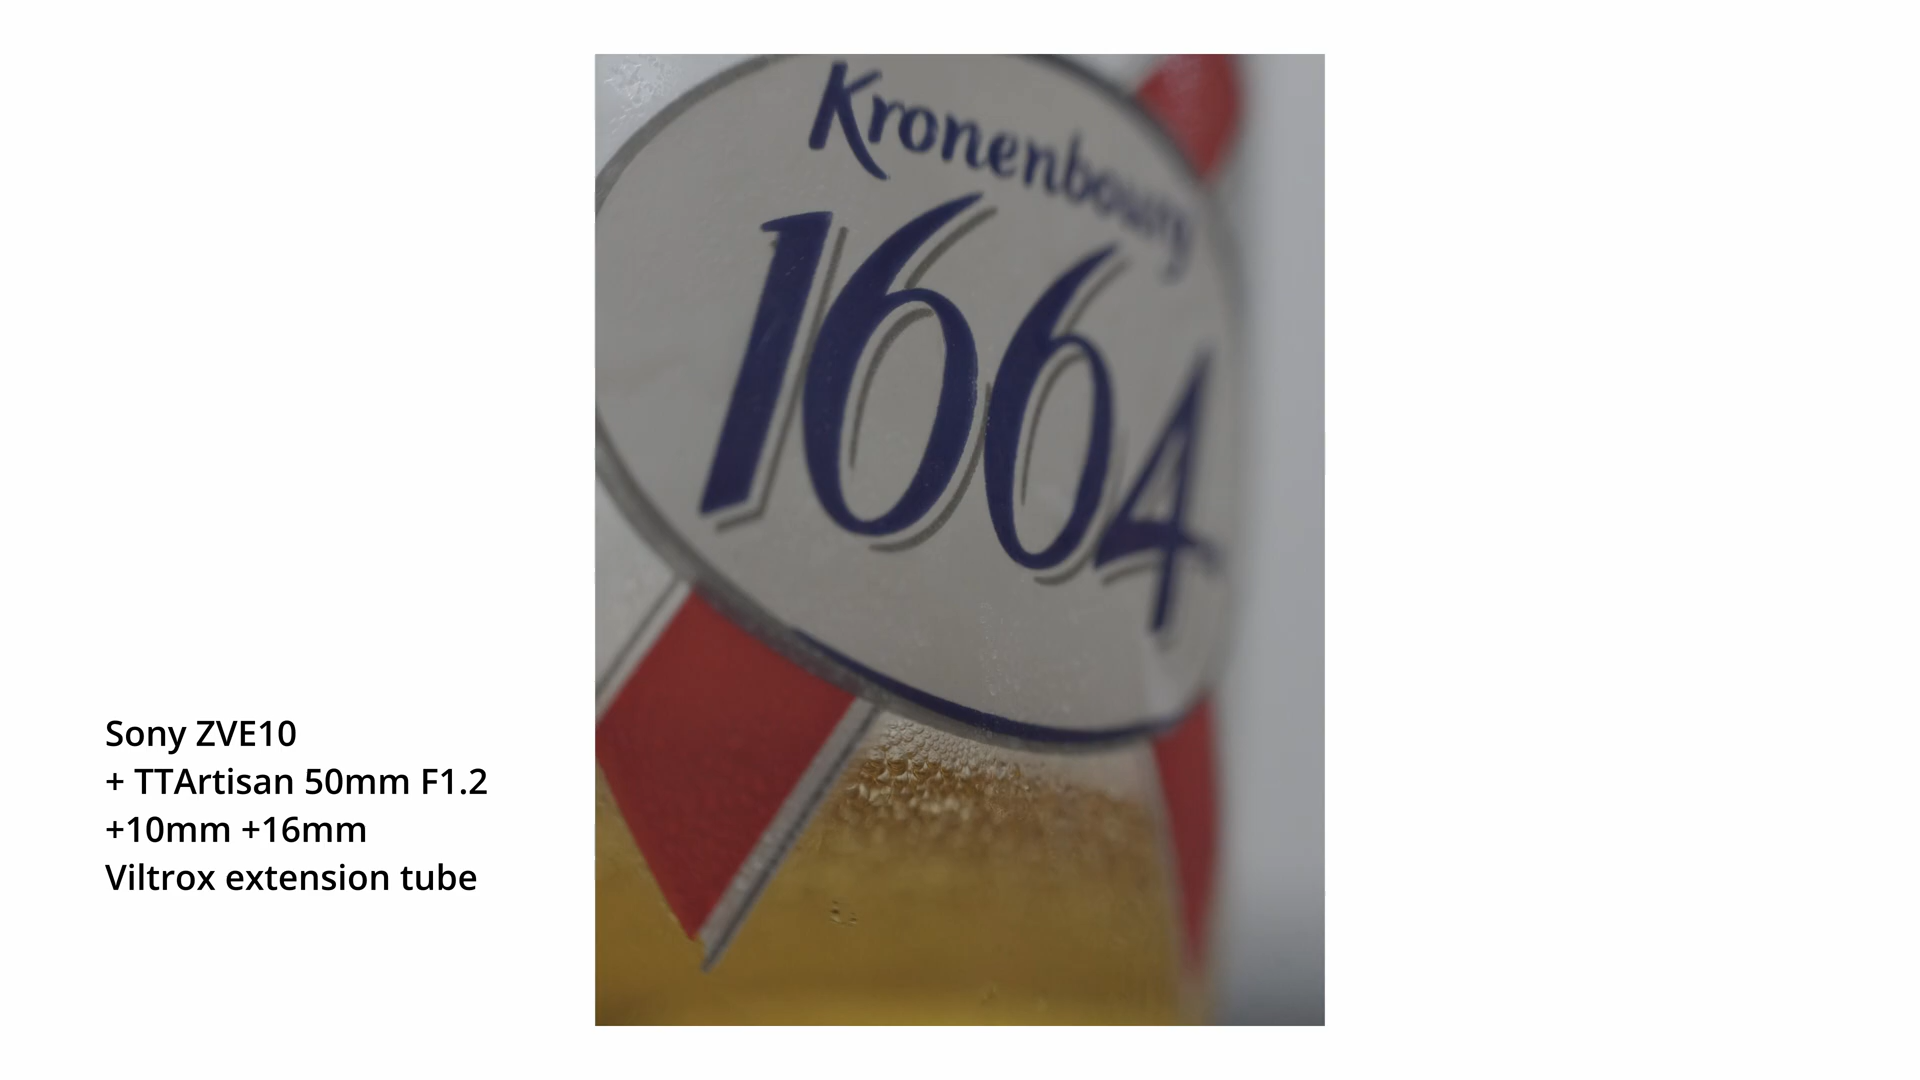 Kronenbourg
1664
Sony ZVE10
+ TTArtisan 50mm F1.2
+10mm +16mm
Viltrox extension tube